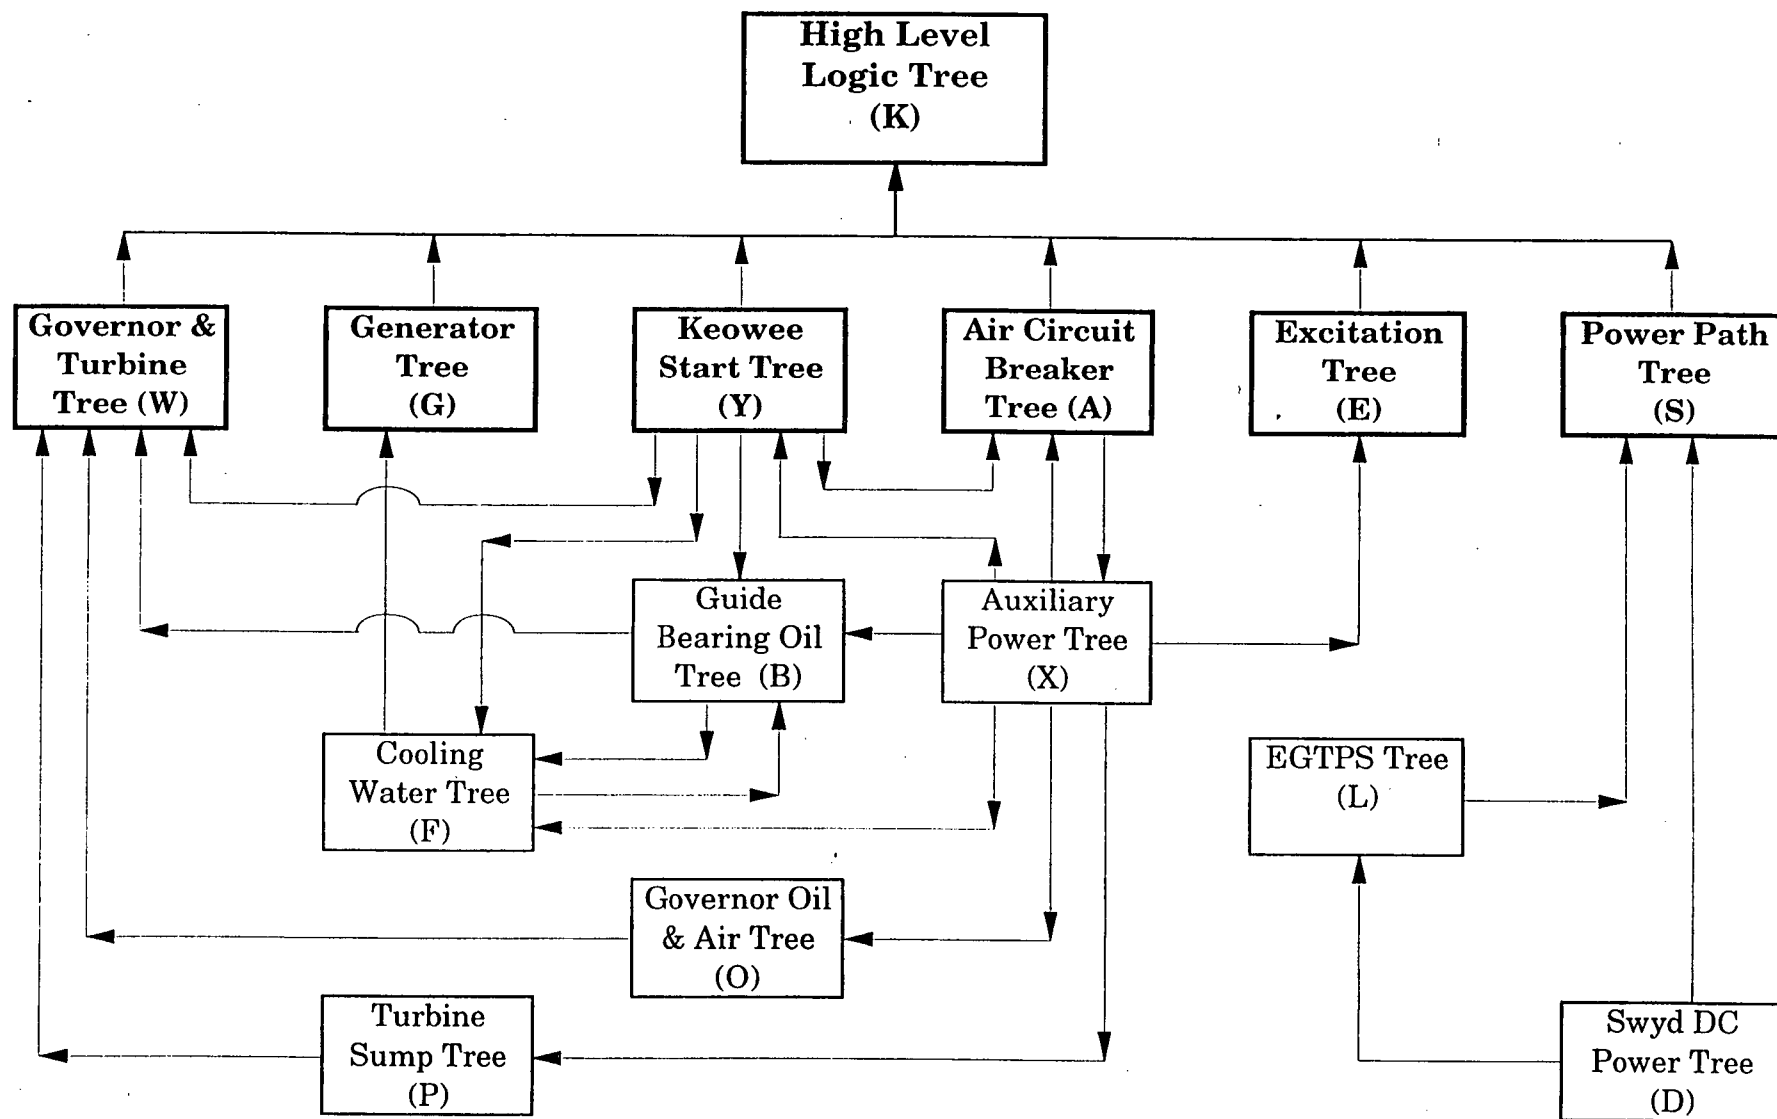 High Level
Logic Tree
(K)
Governor &
Turbine
Tree (W)
Generator
Tree
(G)
Keowee
Start Tree
(Y)
Air Circuit
Breaker
Tree (A)
Excitation
Tree
(E)
Power Path
Tree
(S)
Guide
Bearing Oil
Tree (B)
Auxiliary
Power Tree
(X)
Cooling
Water Tree
(F)
EGTPS Tree
(L)
Governor Oil
& Air Tree
(O)
Turbine
Sump Tree
(P)
Swyd DC
Power Tree
(D)